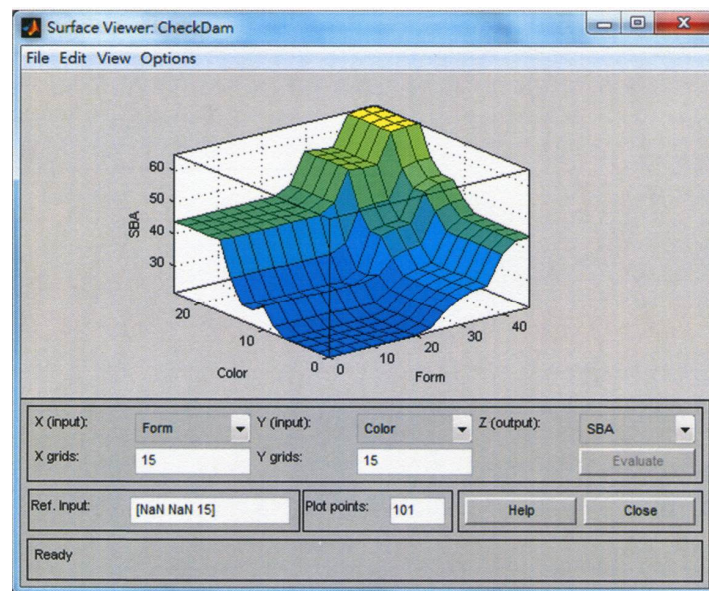 Surface Viewer: CheckDam
File Edit View Options
60
50
40
30
SBA
20
10
0
Color
0
10
20
30
40
Form
X (input): Form Y (input): Color Z (output): SBA
X grids: 15 Y grids: 15 Evaluate
Ref. Input: [NaN NaN 15] Plot points: 101 Help Close
Ready